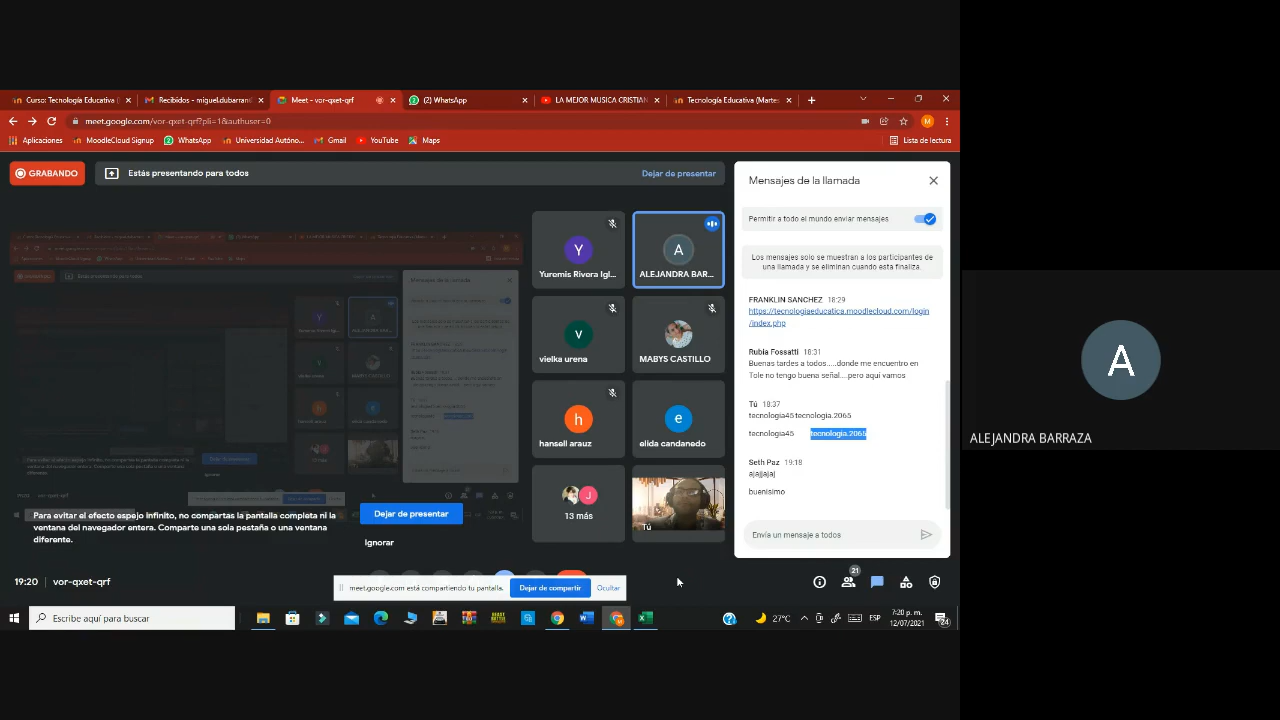 Curso: Tecnología Educativa (
Recibidos - miguel.dubarran@
Meet - vor-qxet-qrf
(2) WhatsApp
LA MEJOR MUSICA CRISTIAN
Tecnología Educativa (Martes
meet.google.com/vor-qxet-qrf?pli=1&authuser=0
M
Aplicaciones
MoodleCloud Signup
WhatsApp
Universidad Autóno...
Gmail
YouTube
Maps
Lista de lectura
GRABANDO
Estás presentando para todos
Dejar de presentar
Y
Yuremis Rivera Igl...
A
ALEJANDRA BAR...
v
vielka urena
MABYS CASTILLO
h
hansell arauz
e
elida candanedo
J
13 más
Tú
Para evitar el efecto espejo infinito, no compartas la pantalla completa ni la
ventana del navegador entera. Comparte una sola pestaña o una ventana
diferente.
Dejar de presentar
Ignorar
Mensajes de la llamada
Permitir a todo el mundo enviar mensajes
Los mensajes solo se muestran a los participantes de
una llamada y se eliminan cuando esta finaliza.
FRANKLIN SANCHEZ 18:29
https://tecnologiaeducatica.moodlecloud.com/login
/index.php
Rubia Fossatti 18:31
Buenas tardes a todos.....donde me encuentro en
Tole no tengo buena señal....pero aquí vamos
Tú 18:37
tecnologia45tecnologia.2065
tecnologia45 tecnologia.2065
Seth Paz 19:18
ajajjajaj
buenisimo
Envía un mensaje a todos
19:20 | vor-qxet-qrf
meet.google.com está compartiendo tu pantalla.
Dejar de compartir
Ocultar
21
Escribe aquí para buscar
27°C
ESP
7:20 p. m.
12/07/2021
24
A
ALEJANDRA BARRAZA